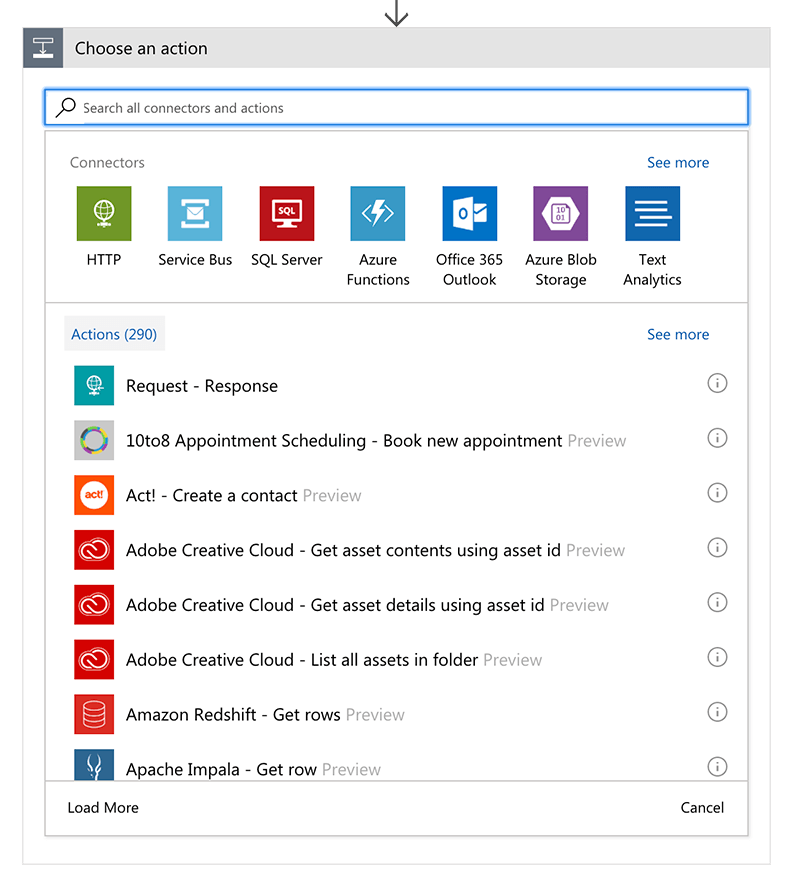 Choose an action
Search all connectors and actions
Connectors
See more
SQL
O
10
01
HTTP
Service Bus
SQL Server
Azure
Functions
Office 365
Outlook
Azure Blob
Storage
Text
Analytics
Actions (290)
See more
Request - Response
10to8 Appointment Scheduling - Book new appointment Preview
act!
Act! - Create a contact Preview
Adobe Creative Cloud - Get asset contents using asset id Preview
Adobe Creative Cloud - Get asset details using asset id Preview
Adobe Creative Cloud - List all assets in folder Preview
Amazon Redshift - Get rows Preview
Apache Impala - Get row Preview
Load More
Cancel